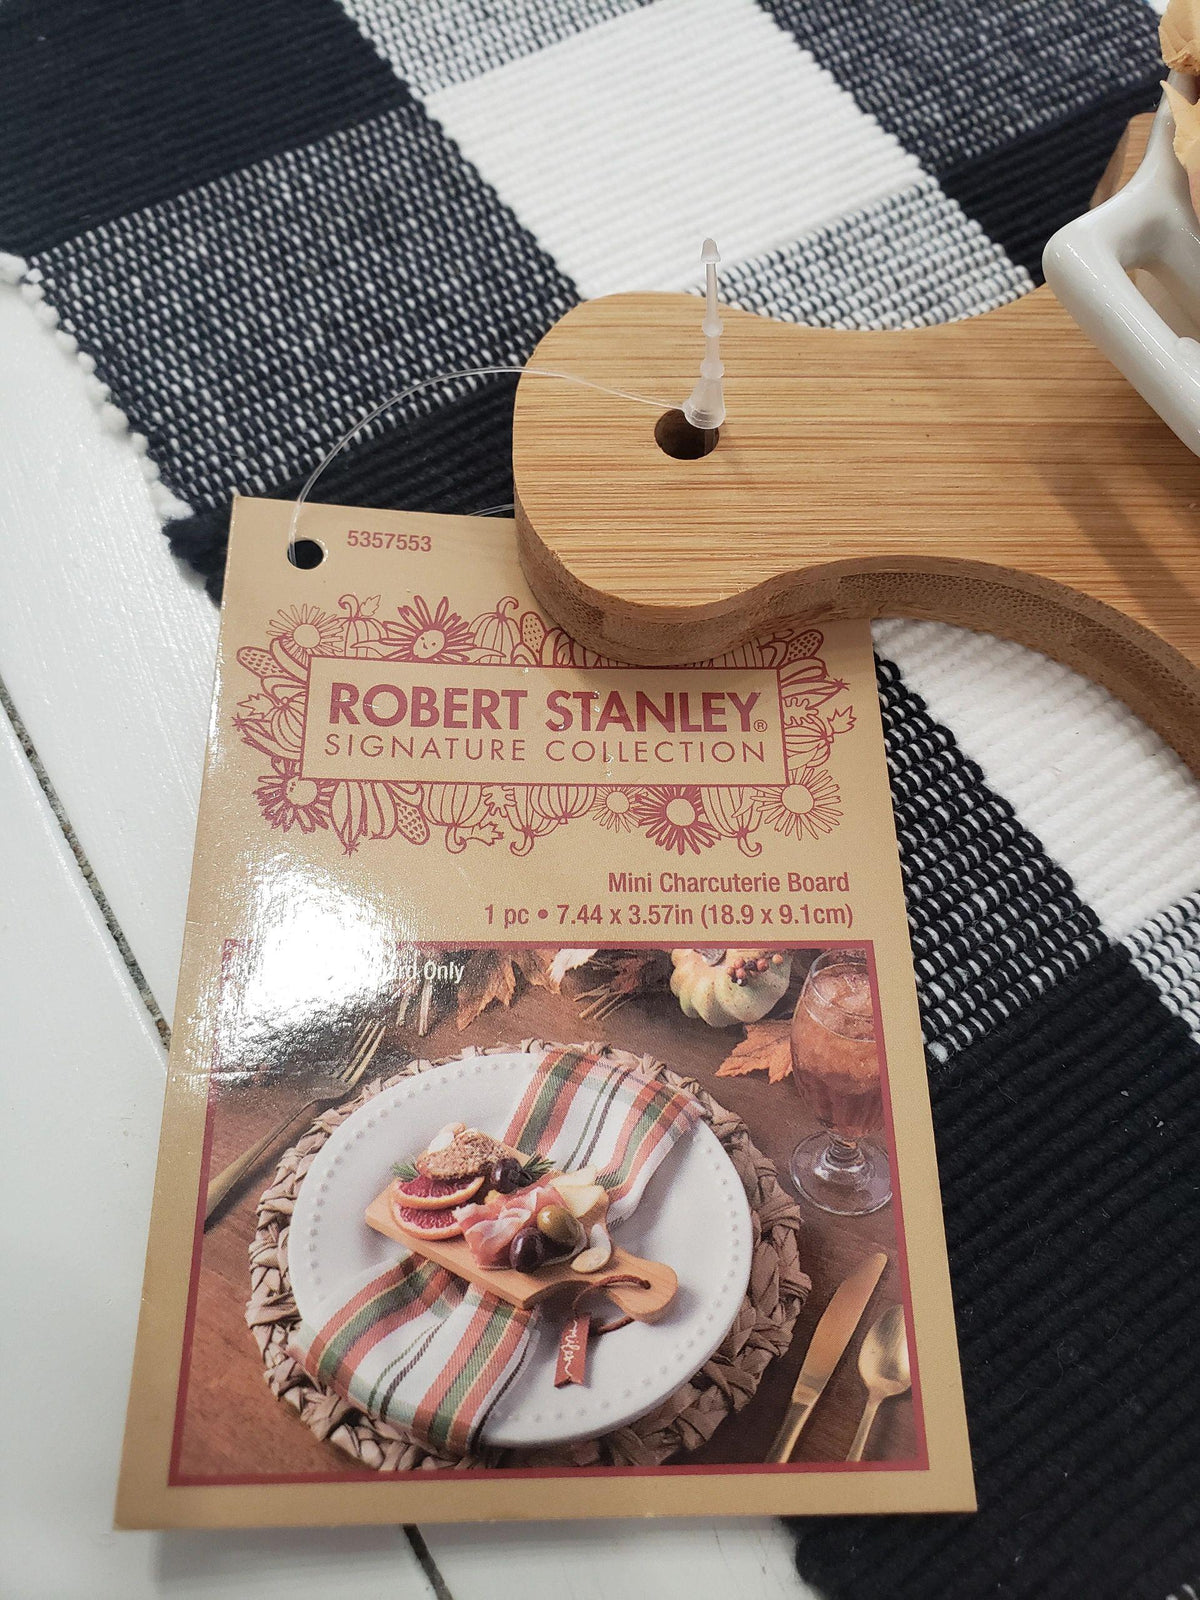 5357553
ROBERT STANLEY®
SIGNATURE COLLECTION
Mini Charcuterie Board
1 pc • 7.44 x 3.57in (18.9 x 9.1cm)
Only